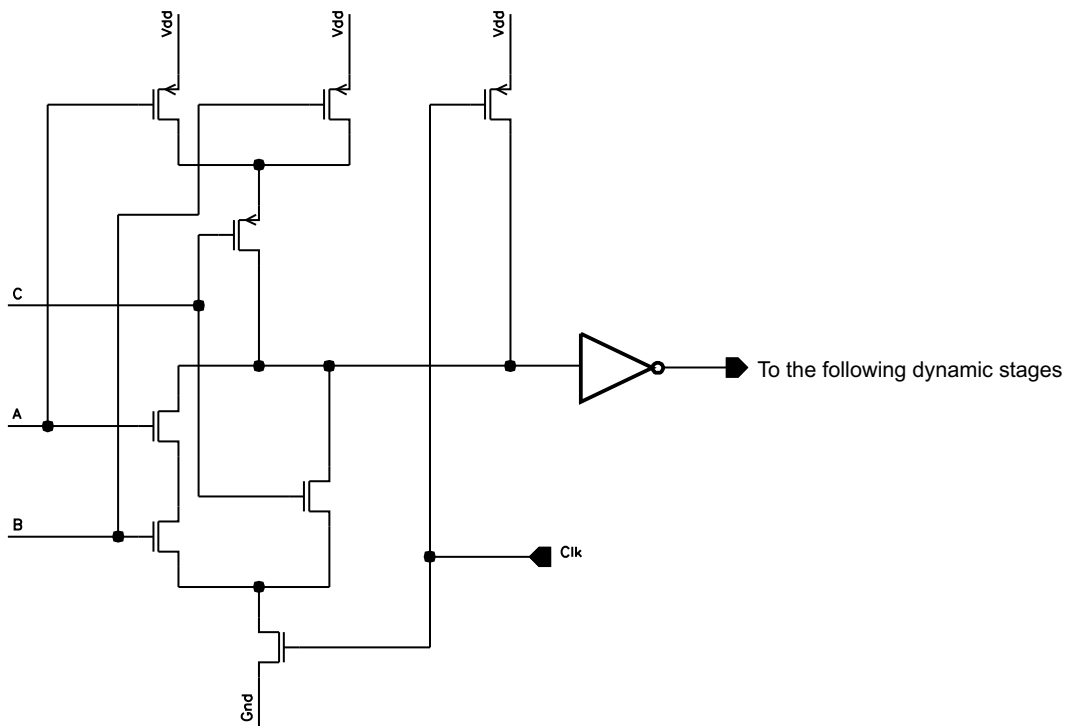 Vdd
Vdd
Vdd
C
To the following dynamic stages
A
B
Clk
Gnd